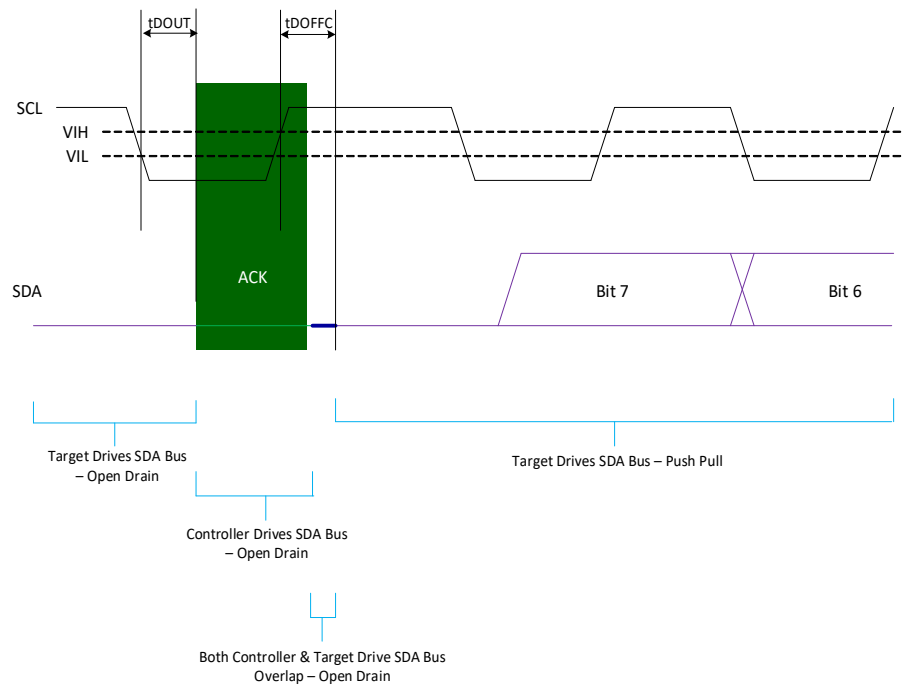 tDOUT
tDOFFC
SCL
VIH
VIL
ACK
SDA
Bit 7
Bit 6
Target Drives SDA Bus
– Open Drain
Target Drives SDA Bus – Push Pull
Controller Drives SDA Bus
– Open Drain
Both Controller & Target Drive SDA Bus
Overlap – Open Drain